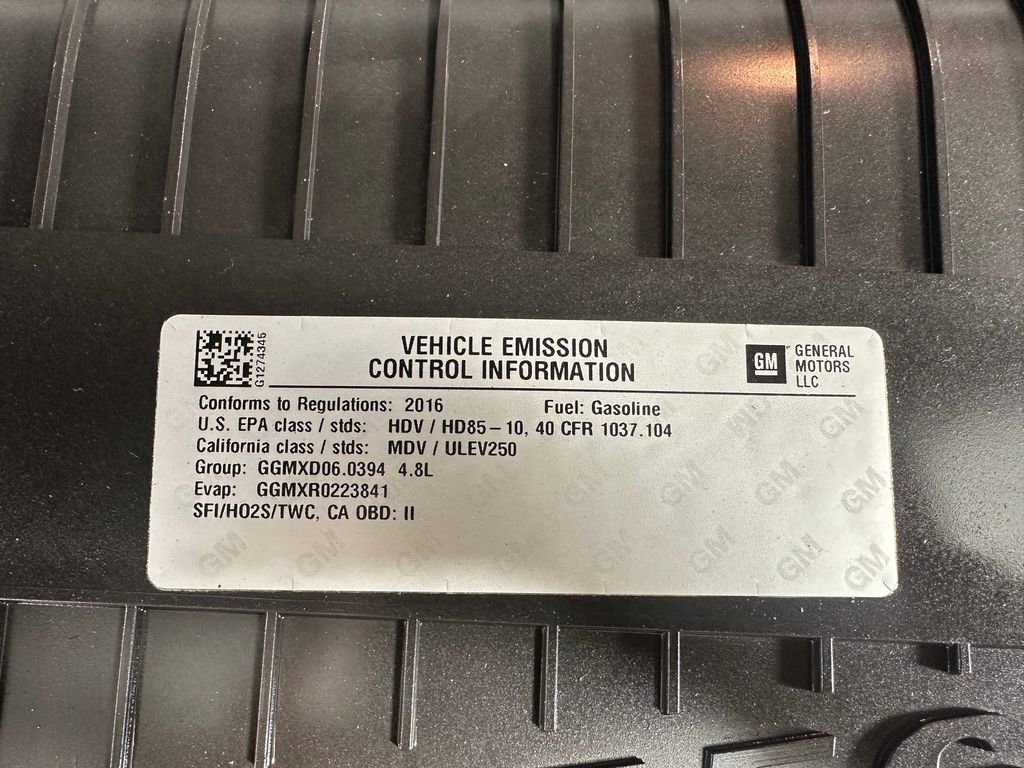 G1274345
VEHICLE EMISSION
CONTROL INFORMATION
GM
GENERAL
MOTORS
LLC
Conforms to Regulations: 2016 Fuel: Gasoline
U.S. EPA class / stds: HDV / HD85-10, 40 CFR 1037.104
California class / stds: MDV / ULEV250
Group: GGMXD06.0394 4.8L
Evap: GGMXR0223841
SFI/HO2S/TWC, CA OBD: II